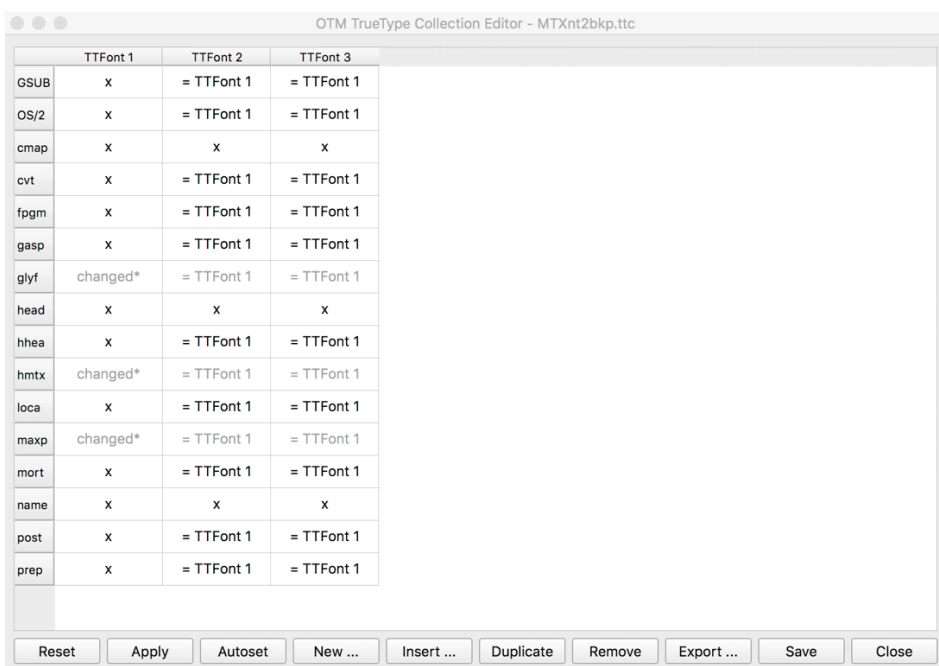 OTM TrueType Collection Editor - MTXnt2bkp.ttc
TTFont 1 TTFont 2 TTFont 3
GSUB x = TTFont 1 = TTFont 1
OS/2 x = TTFont 1 = TTFont 1
cmap x x x
cvt x = TTFont 1 = TTFont 1
fpgm x = TTFont 1 = TTFont 1
gasp x = TTFont 1 = TTFont 1
glyf changed* = TTFont 1 = TTFont 1
head x x x
hhea x = TTFont 1 = TTFont 1
hmtx changed* = TTFont 1 = TTFont 1
loca x = TTFont 1 = TTFont 1
maxp changed* = TTFont 1 = TTFont 1
mort x = TTFont 1 = TTFont 1
name x x x
post x = TTFont 1 = TTFont 1
prep x = TTFont 1 = TTFont 1
Reset Apply Autoset New ... Insert ... Duplicate Remove Export ... Save Close